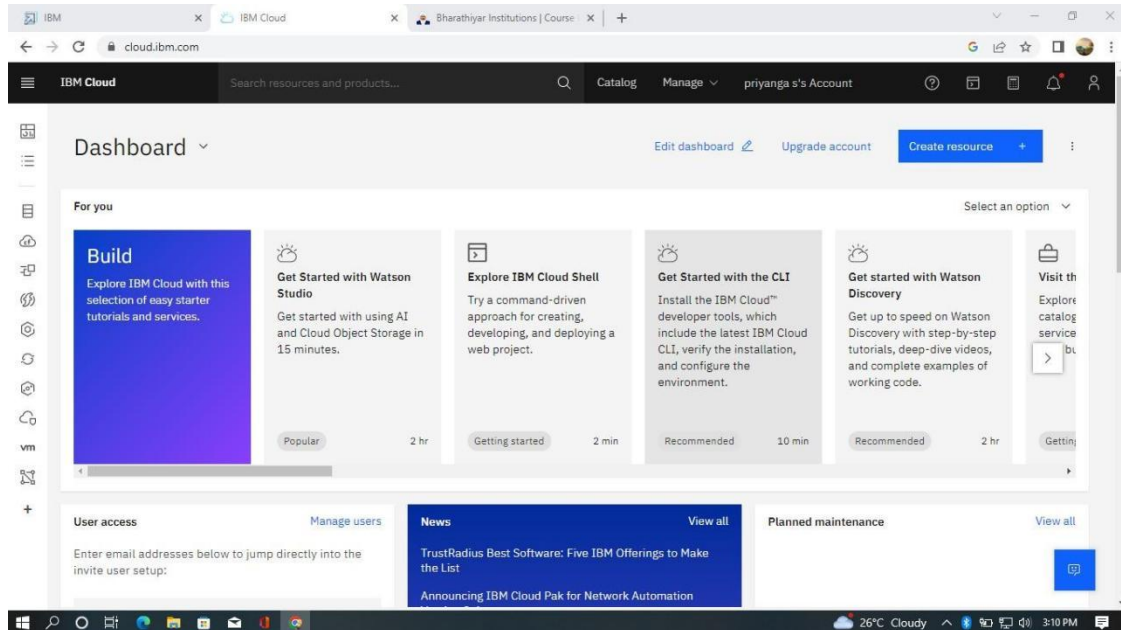 IBM
IBM Cloud
Bharathiyar Institutions | Course
cloud.ibm.com
IBM Cloud
Search resources and products...
Catalog
Manage
priyanga s's Account
Dashboard
Edit dashboard
Upgrade account
Create resource +
For you
Select an option
Build
Explore IBM Cloud with this
selection of easy starter
tutorials and services.
Get Started with Watson
Studio
Get started with using AI
and Cloud Object Storage in
15 minutes.
Popular
2 hr
Explore IBM Cloud Shell
Try a command-driven
approach for creating,
developing, and deploying a
web project.
Getting started
2 min
Get Started with the CLI
Install the IBM Cloud™
developer tools, which
include the latest IBM Cloud
CLI, verify the installation,
and configure the
environment.
Recommended
10 min
Get started with Watson
Discovery
Get up to speed on Watson
Discovery with step-by-step
tutorials, deep-dive videos,
and complete examples of
working code.
Recommended
2 hr
Visit th
Explore
catalog
service
bu
Getting
vm
User access
Manage users
Enter email addresses below to jump directly into the
invite user setup:
News
View all
TrustRadius Best Software: Five IBM Offerings to Make
the List
Announcing IBM Cloud Pak for Network Automation
Planned maintenance
View all
26°C Cloudy
3:10 PM